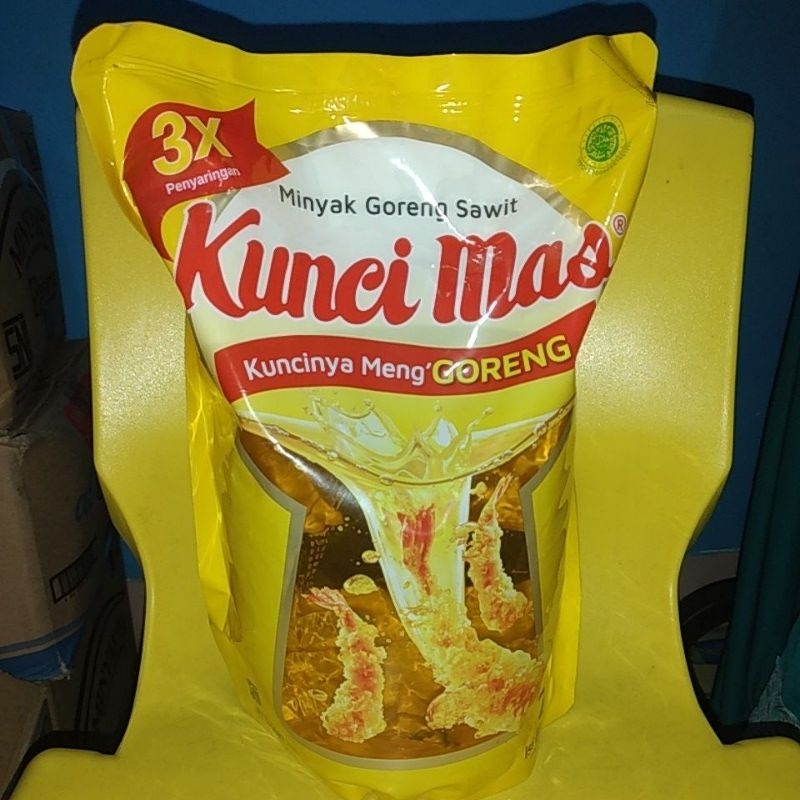 3X
Penyaringan
Minyak Goreng Sawit
Kunci Mas®
Kuncinya Meng'GORENG